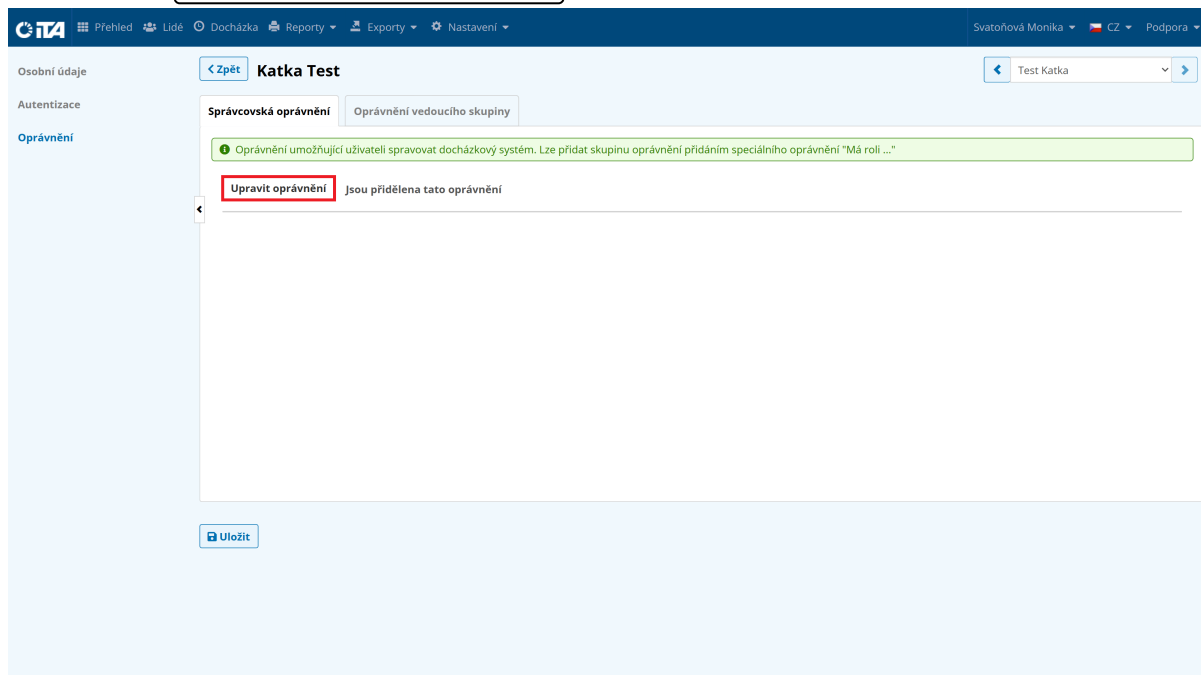 iTA Přehled Lidé Docházka Reporty Exporty Nastavení Svatoňová Monika CZ Podpora
Osobní údaje
Autentizace
Oprávnění
Zpět Katka Test Test Katka
Správcovská oprávnění Oprávnění vedoucího skupiny
Oprávnění umožňující uživateli spravovat docházkový systém. Lze přidat skupinu oprávnění přidáním speciálního oprávnění "Má roli ..."
Upravit oprávnění Jsou přidělena tato oprávnění
Uložit